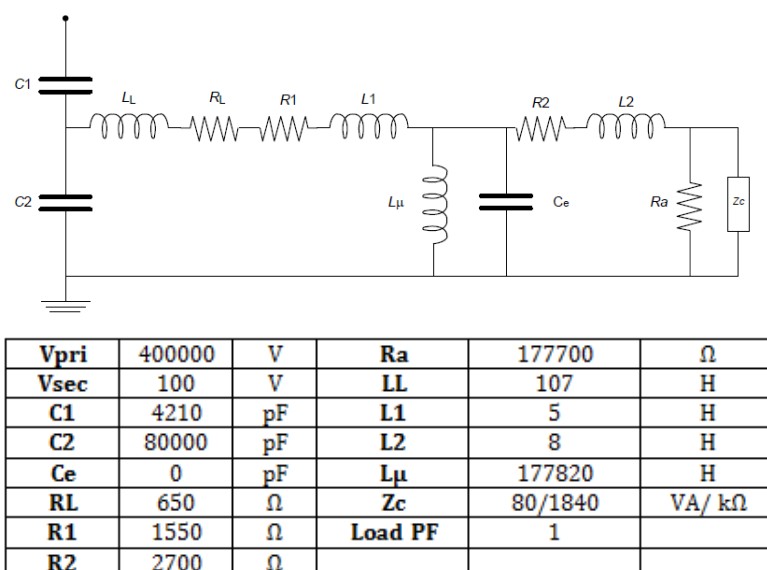 C1
L_L R_L R1 L1 R2 L2
C2 Lμ Ce Ra Zc
Vpri 400000 V Ra 177700 Ω
Vsec 100 V LL 107 H
C1 4210 pF L1 5 H
C2 80000 pF L2 8 H
Ce 0 pF Lμ 177820 H
RL 650 Ω Zc 80/1840 VA/ kΩ
R1 1550 Ω Load PF 1
R2 2700 Ω